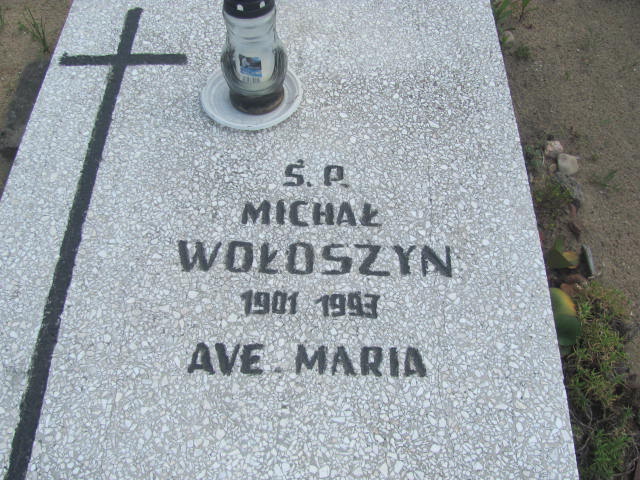 Ś. P.
MICHAŁ
WOŁOSZYN
1901 1993
AVE. MARIA